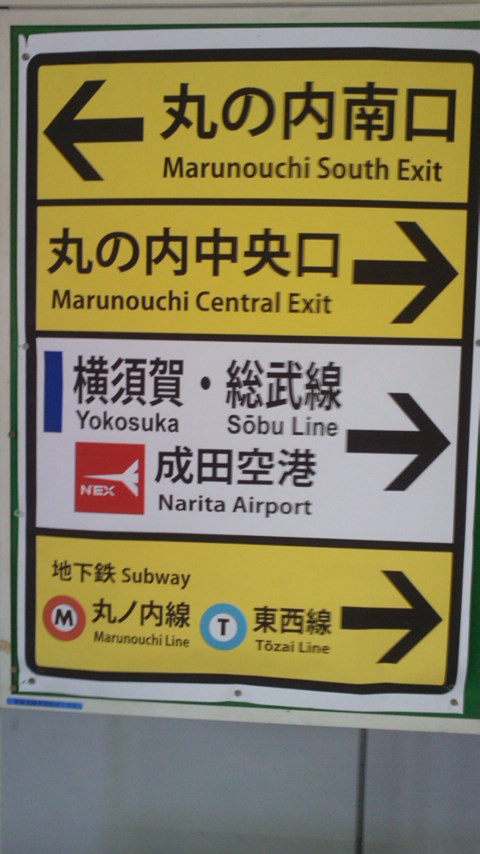 丸の内南口
Marunouchi South Exit
丸の内中央口
Marunouchi Central Exit
横須賀・総武線
Yokosuka Sōbu Line
N'EX 成田空港
Narita Airport
地下鉄 Subway
M 丸ノ内線 T 東西線
Marunouchi Line Tōzai Line